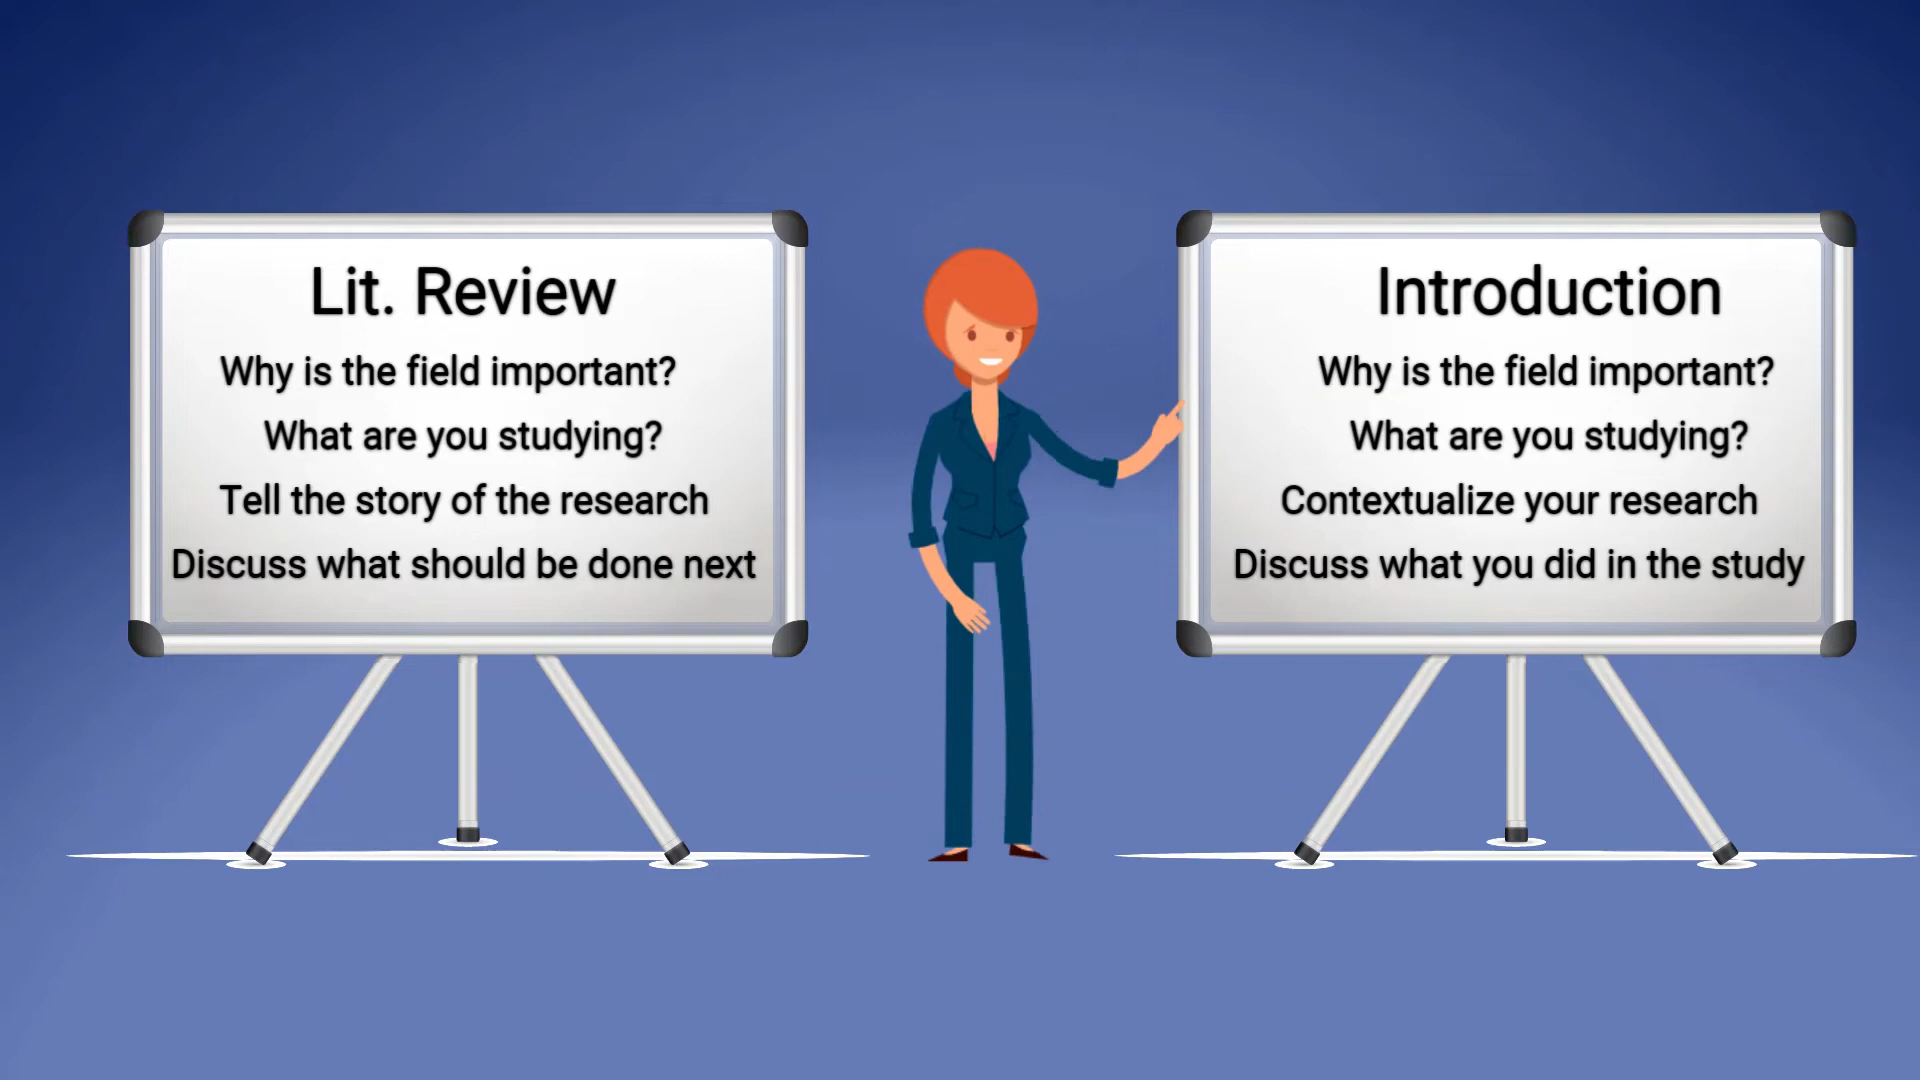 Lit. Review
Why is the field important?
What are you studying?
Tell the story of the research
Discuss what should be done next
Introduction
Why is the field important?
What are you studying?
Contextualize your research
Discuss what you did in the study